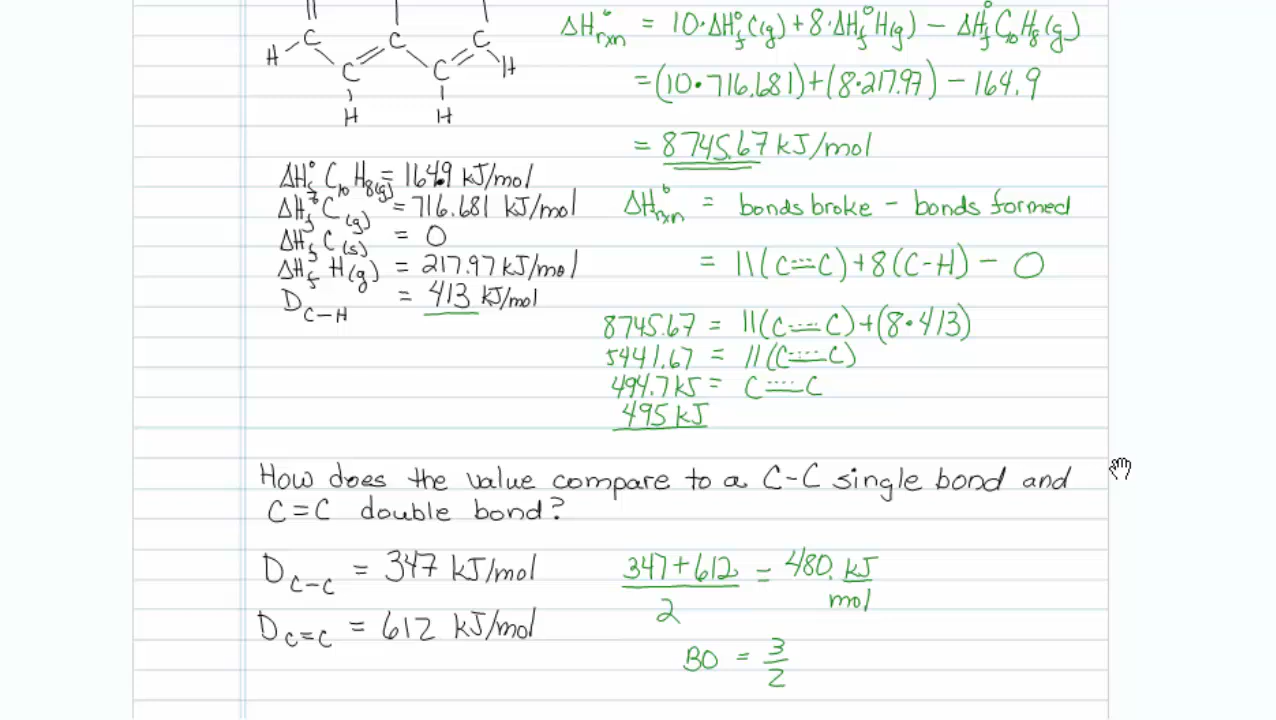 C C C
H C C H
H H
ΔH°f C10H8(g) = 164.9 kJ/mol
ΔH°f C(g) = 716.681 kJ/mol
ΔH°f C(s) = 0
ΔHf H(g) = 217.97 kJ/mol
D C-H = 413 kJ/mol
ΔH°rxn = 10·ΔH°f C(g) + 8·ΔH°f H(g) - ΔH°f C10H8(g)
= (10·716.681) + (8·217.97) - 164.9
= 8745.67 kJ/mol
ΔH°rxn = bonds broke - bonds formed
= 11(C=C) + 8(C-H) - 0
8745.67 = 11(C=C) + (8·413)
5441.67 = 11(C=C)
494.7 kJ = C=C
495 kJ
How does the value compare to a C-C single bond and
C=C double bond?
D C-C = 347 kJ/mol
D C=C = 612 kJ/mol
347+612 / 2 = 480. kJ/mol
BO = 3/2